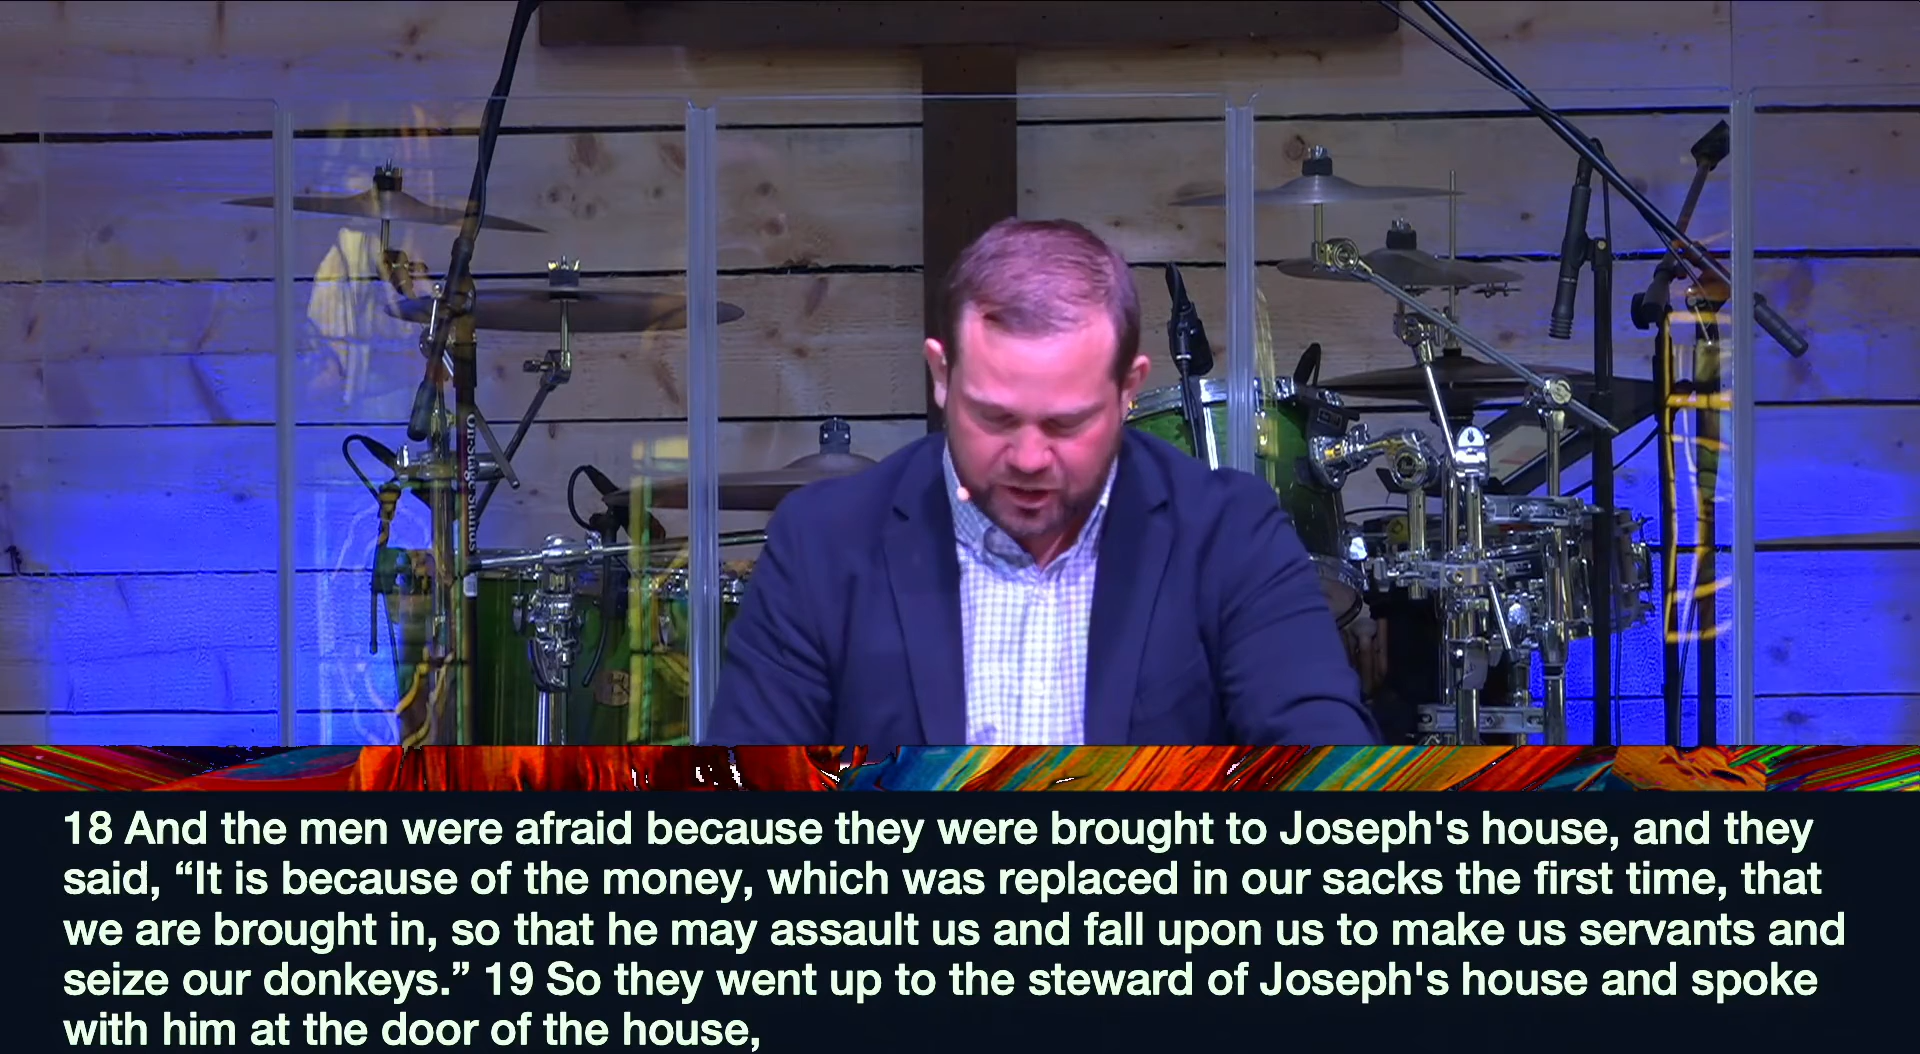 On-Stage Stands
18 And the men were afraid because they were brought to Joseph's house, and they
said, “It is because of the money, which was replaced in our sacks the first time, that
we are brought in, so that he may assault us and fall upon us to make us servants and
seize our donkeys.” 19 So they went up to the steward of Joseph's house and spoke
with him at the door of the house,